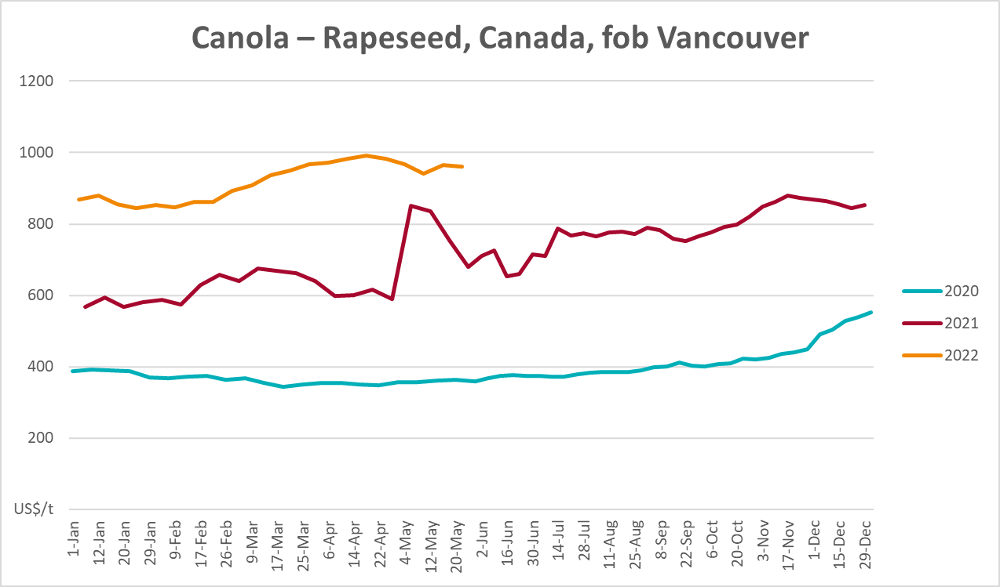 Canola – Rapeseed, Canada, fob Vancouver
1200
1000
800
600
400
200
US$/t
1-Jan
12-Jan
20-Jan
29-Jan
9-Feb
17-Feb
26-Feb
9-Mar
17-Mar
25-Mar
6-Apr
14-Apr
22-Apr
4-May
12-May
20-May
2-Jun
16-Jun
30-Jun
14-Jul
28-Jul
11-Aug
25-Aug
8-Sep
22-Sep
6-Oct
20-Oct
3-Nov
17-Nov
1-Dec
15-Dec
29-Dec
2020
2021
2022